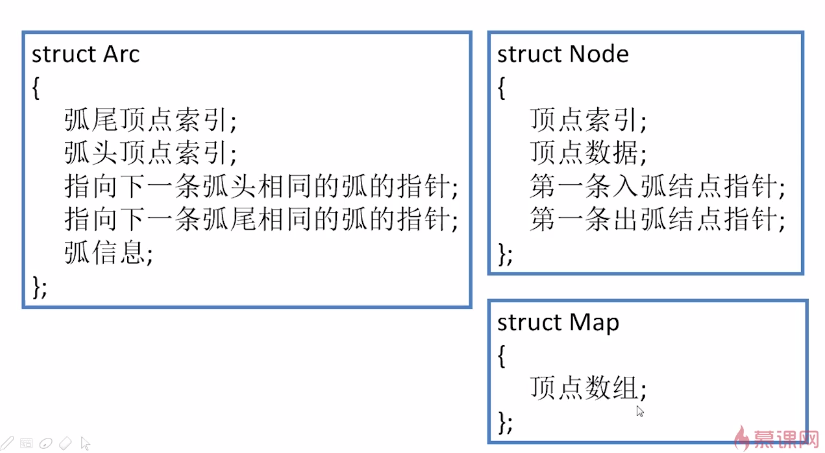 struct Arc
{
弧尾顶点索引;
弧头顶点索引;
指向下一条弧头相同的弧的指针;
指向下一条弧尾相同的弧的指针;
弧信息;
};
struct Node
{
顶点索引;
顶点数据;
第一条入弧结点指针;
第一条出弧结点指针;
};
struct Map
{
顶点数组;
};
慕课网